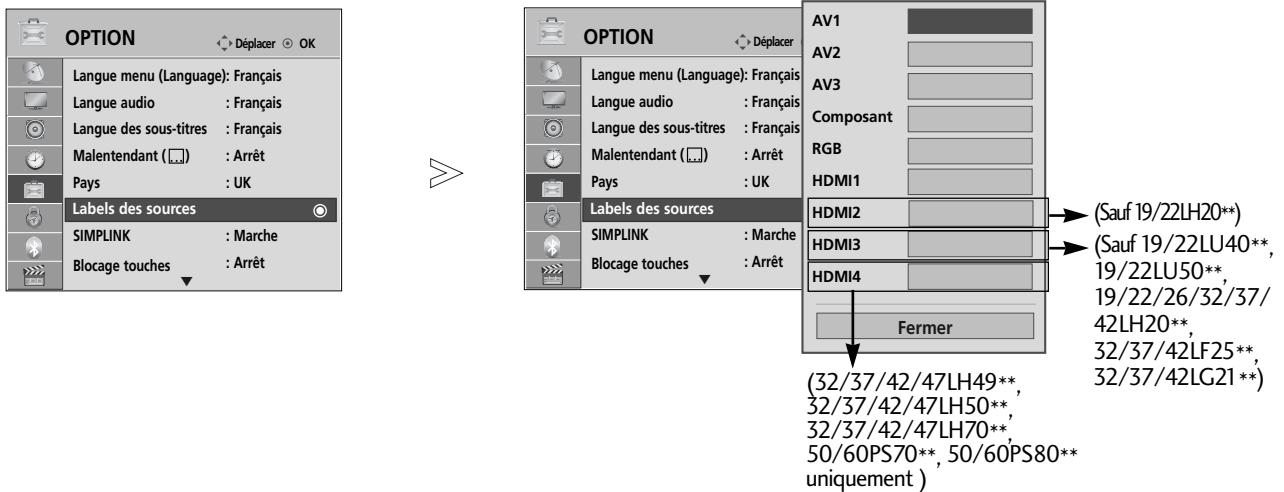 OPTION
Déplacer OK
Langue menu (Language): Français
Langue audio : Français
Langue des sous-titres : Français
Malentendant ( ) : Arrêt
Pays : UK
Labels des sources
SIMPLINK : Marche
Blocage touches : Arrêt
OPTION
Déplacer
Langue menu (Language): Français
Langue audio : Français
Langue des sous-titres : Français
Malentendant ( ) : Arrêt
Pays : UK
Labels des sources
SIMPLINK : Marche
Blocage touches : Arrêt
AV1
AV2
AV3
Composant
RGB
HDMI1
HDMI2
HDMI3
HDMI4
Fermer
(Sauf 19/22LH20**)
(Sauf 19/22LU40**,
19/22LU50**,
19/22/26/32/37/
42LH20**,
32/37/42LF25**,
32/37/42LG21**)
(32/37/42/47LH49**,
32/37/42/47LH50**,
32/37/42/47LH70**,
50/60PS70**, 50/60PS80**
uniquement )